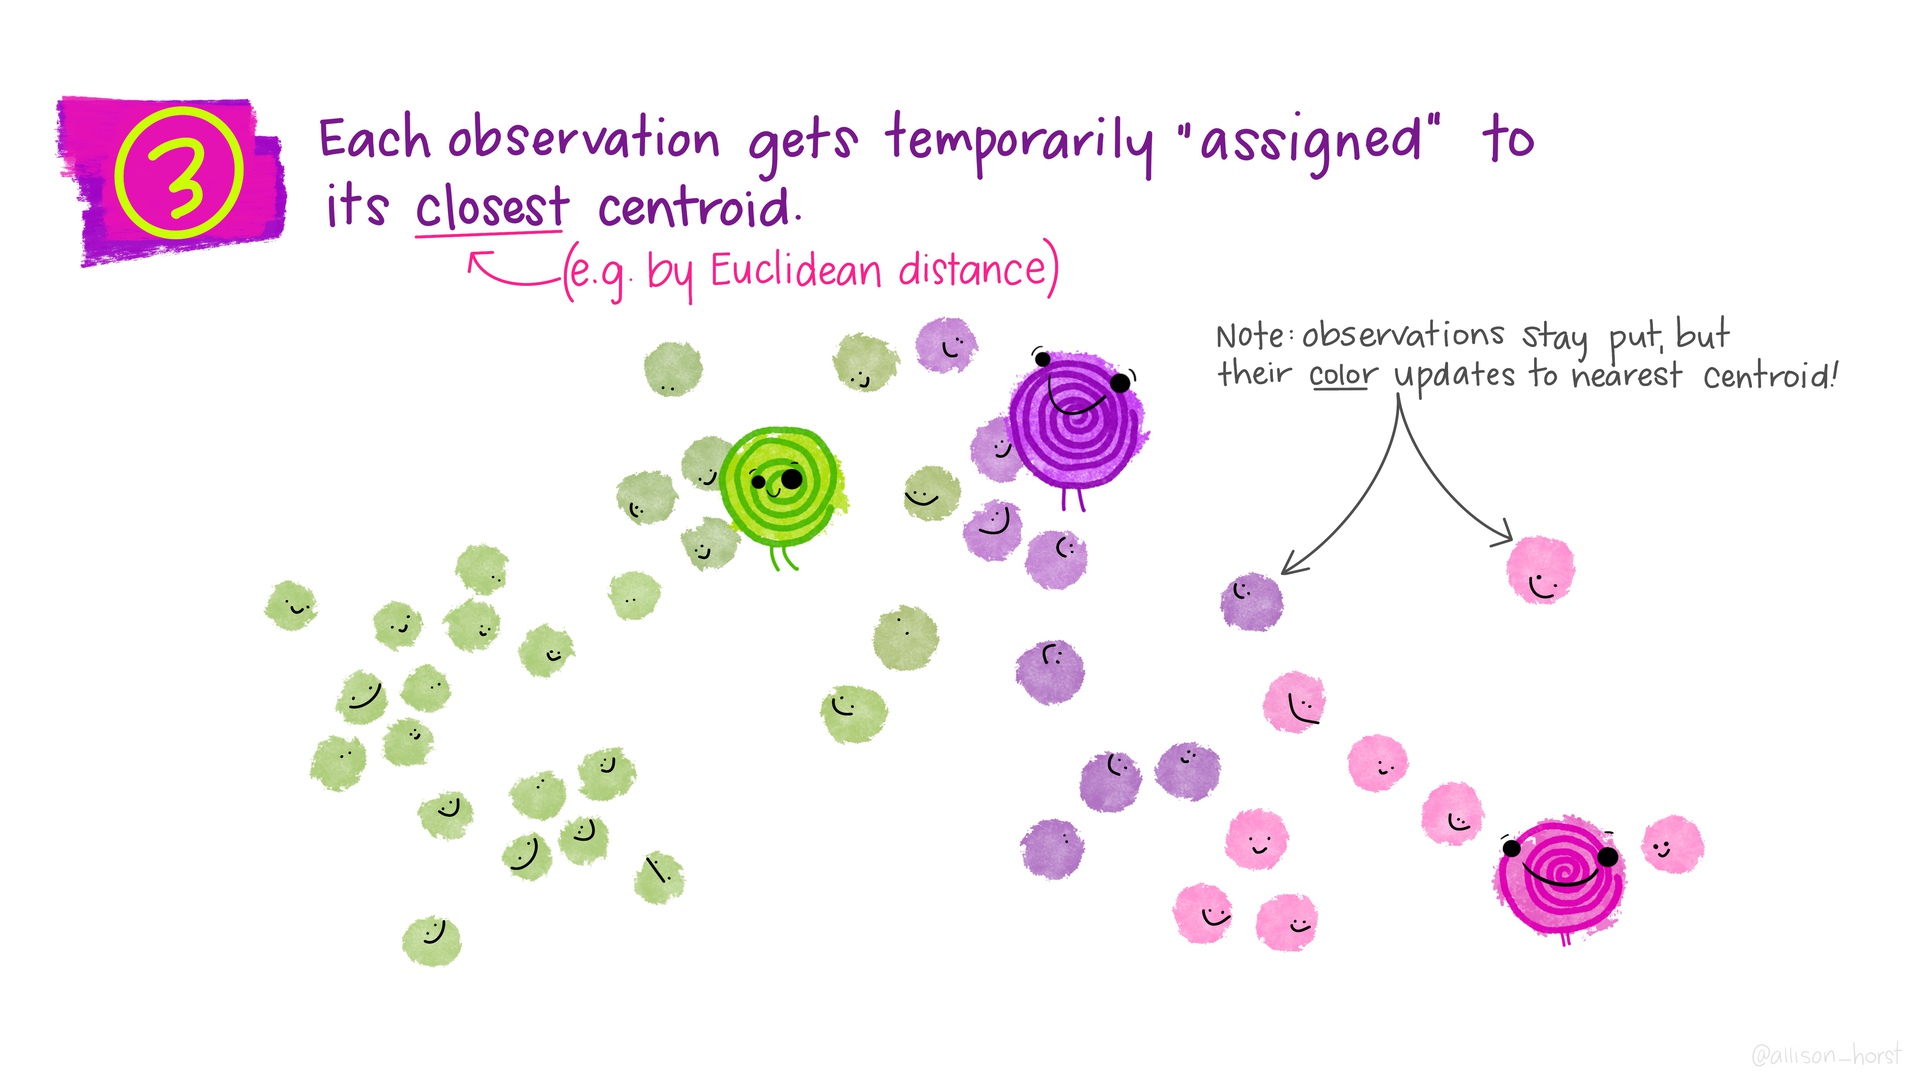 3
Each observation gets temporarily "assigned" to
its closest centroid.
(e.g. by Euclidean distance)
Note: observations stay put, but
their color updates to nearest centroid!
@allison_horst